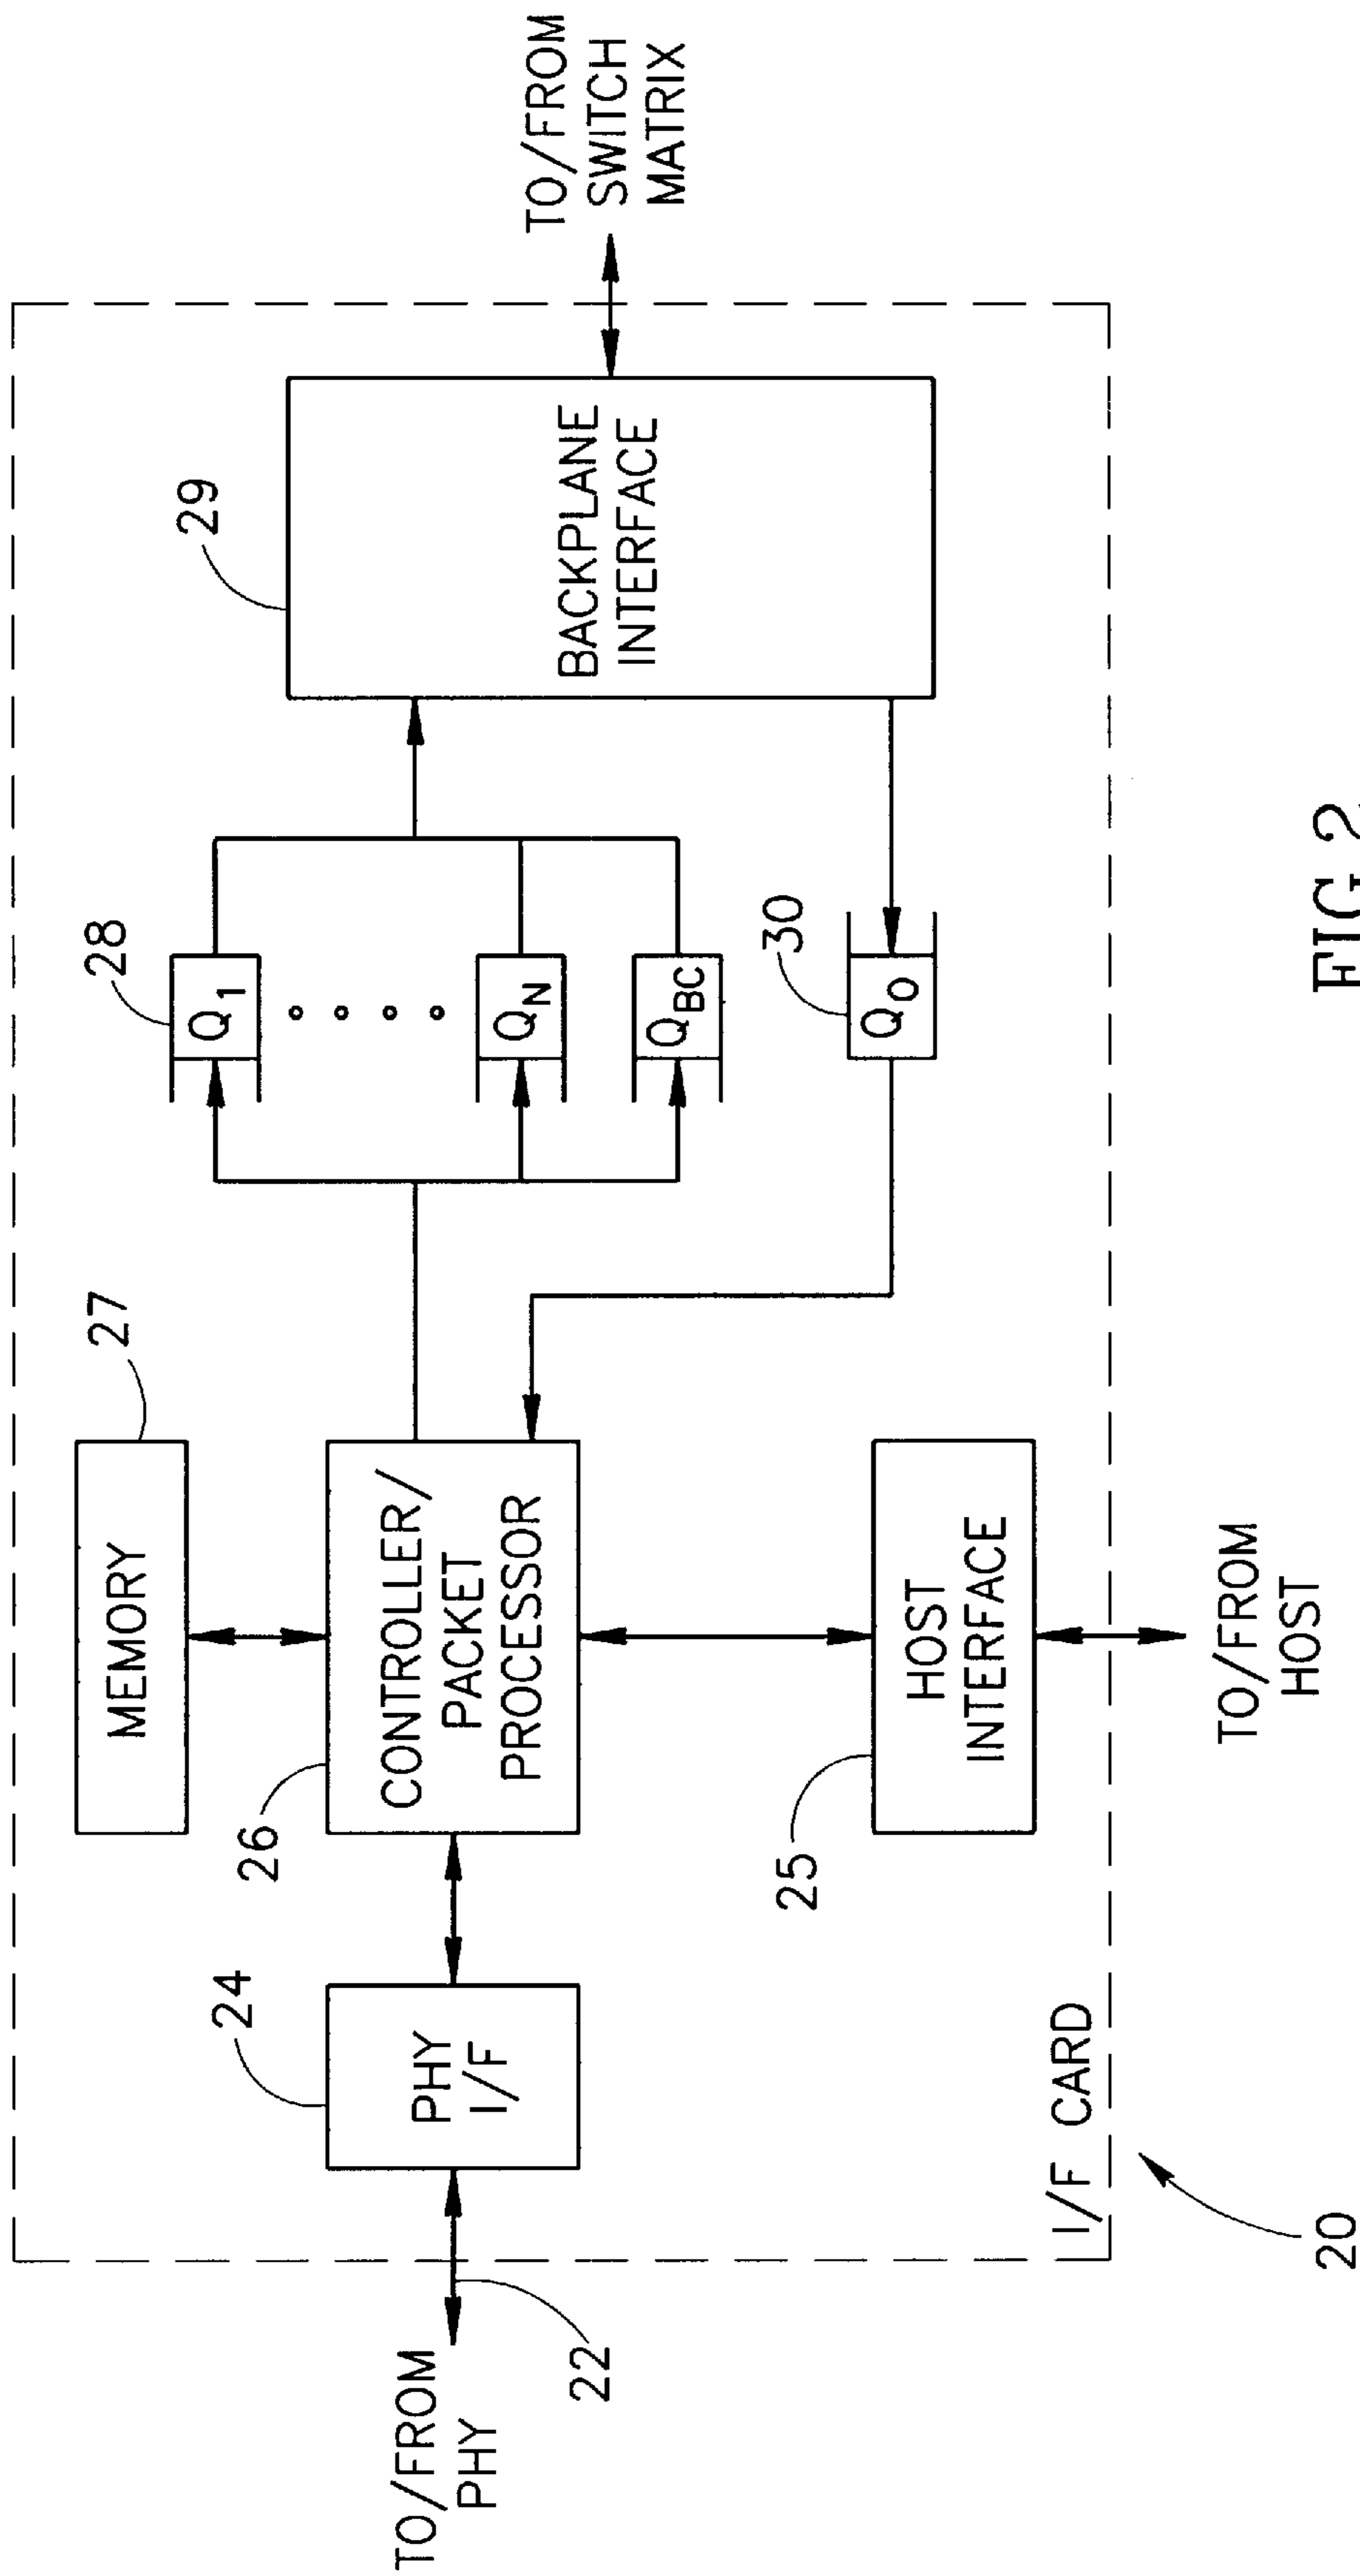 27
28
29
MEMORY
24
26
Q1
TO/FROM
SWITCH
MATRIX
TO/FROM
PHY
22
PHY
I/F
CONTROLLER/
PACKET
PROCESSOR
QN
QBC
BACKPLANE
INTERFACE
30
QO
25
HOST
INTERFACE
I/F CARD
20
TO/FROM
HOST
FIG.2